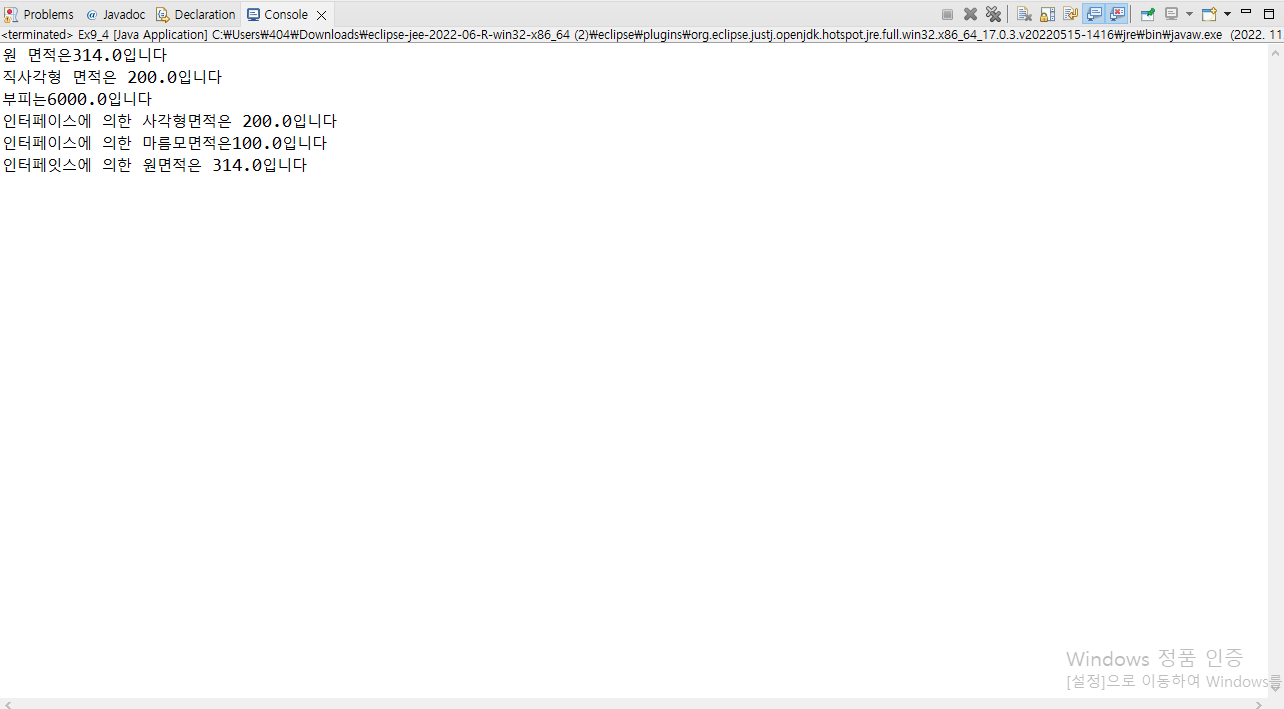 Problems @ Javadoc Declaration Console
<terminated> Ex9_4 [Java Application] C:₩Users₩404₩Downloads₩eclipse-jee-2022-06-R-win32-x86_64 (2)₩eclipse₩plugins₩org.eclipse.justj.openjdk.hotspot.jre.full.win32.x86_64_17.0.3.v20220515-1416₩jre₩bin₩javaw.exe (2022. 11
원 면적은314.0입니다
직사각형 면적은 200.0입니다
부피는6000.0입니다
인터페이스에 의한 사각형면적은 200.0입니다
인터페이스에 의한 마름모면적은100.0입니다
인터페잇스에 의한 원면적은 314.0입니다
Windows 정품 인증
[설정]으로 이동하여 Windows를